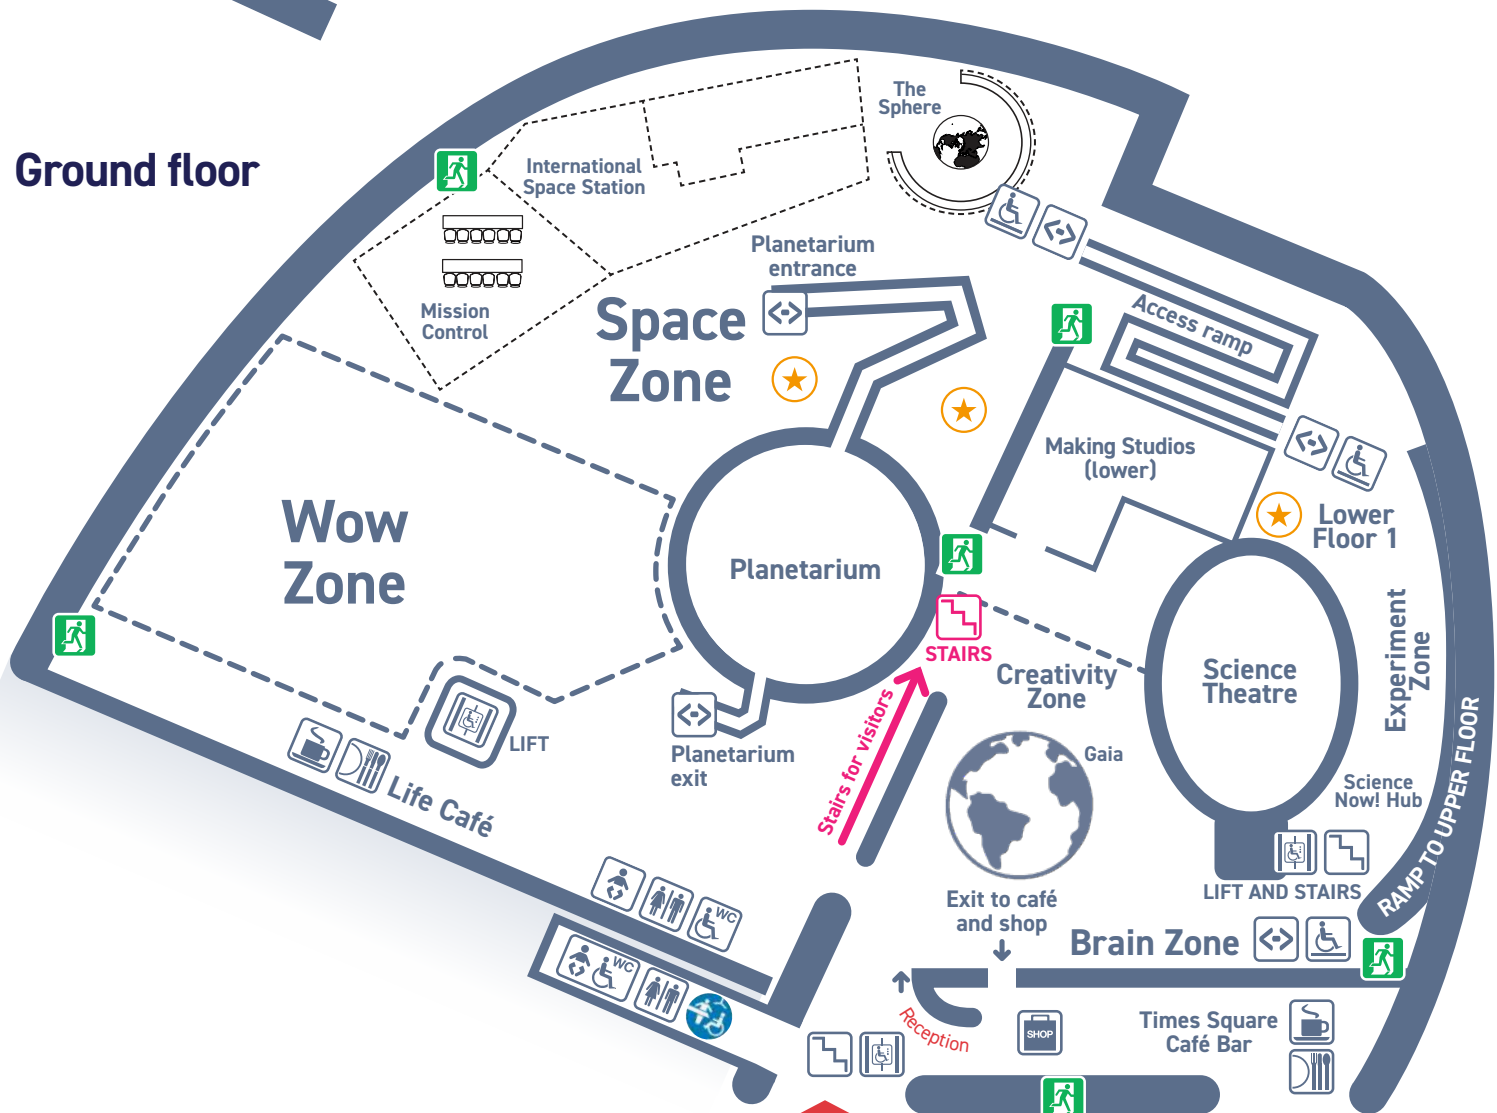 Ground floor
The
Sphere
International
Space Station
Planetarium
entrance
Mission
Control
Space
Zone
Access ramp
Making Studios
(lower)
Lower
Floor 1
Wow
Zone
Planetarium
STAIRS
Creativity
Zone
Science
Theatre
Experiment
Zone
Stairs for visitors
LIFT
Planetarium
exit
Gaia
Science
Now! Hub
RAMP TO UPPER FLOOR
Life Café
LIFT AND STAIRS
Exit to café
and shop
WC
Brain Zone
WC
Reception
SHOP
Times Square
Café Bar